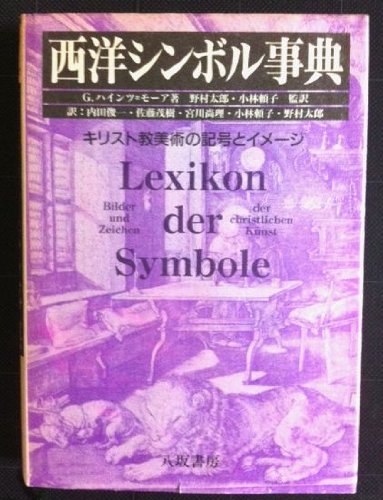 西洋シンボル事典
G.ハインツ=モーア著 野村太郎・小林頼子 監訳
訳：内田俊一・佐藤茂樹・宮川尚理・小林頼子・野村太郎
キリスト教美術の記号とイメージ
Lexikon
Bilder und Zeichen
der
der christlichen Kunst
Symbole
八坂書房